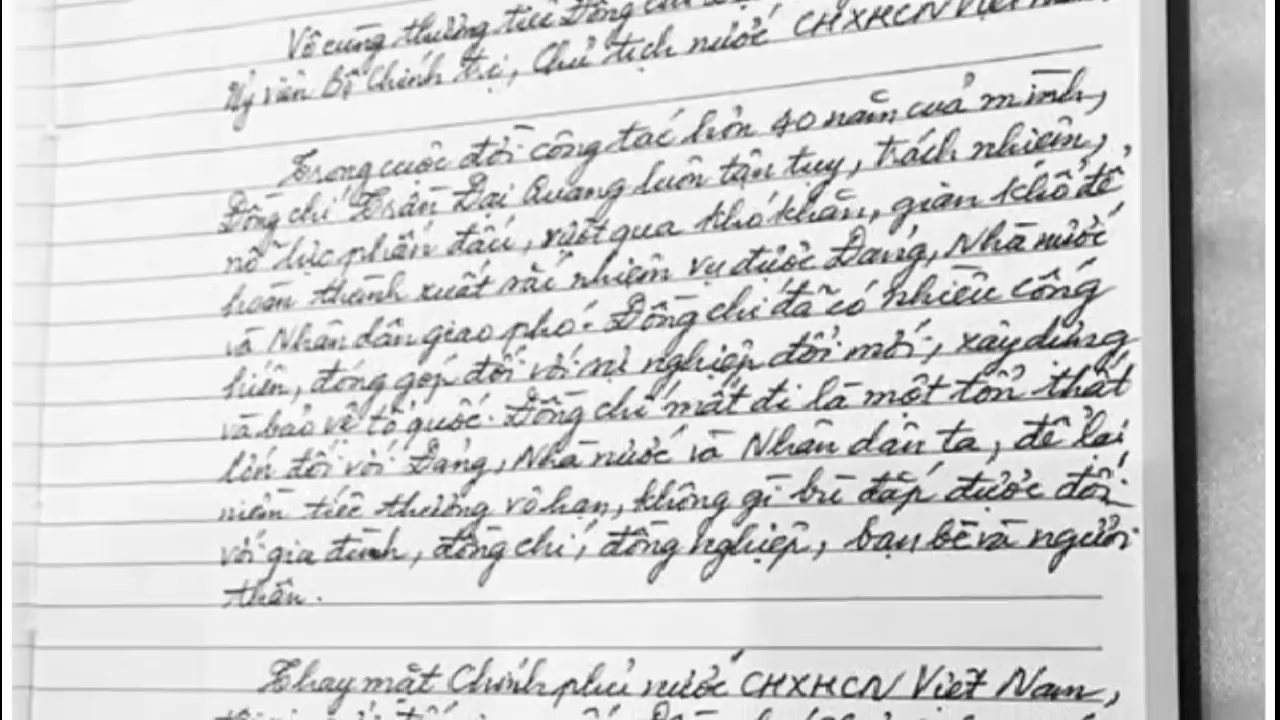 Vô cùng thương tiếc Đồng chí
Uỷ viên Bộ Chính trị, Chủ tịch nước CHXHCN Việt Nam.
Trong cuộc đời công tác hơn 40 năm của mình,
Đồng chí Trần Đại Quang luôn tận tuỵ, trách nhiệm,
nỗ lực phấn đấu, vượt qua khó khăn, gian khổ để
hoàn thành xuất sắc nhiệm vụ được Đảng, Nhà nước
và Nhân dân giao phó. Đồng chí đã có nhiều cống
hiến, đóng góp đối với sự nghiệp đổi mới, xây dựng
và bảo vệ tổ quốc. Đồng chí mất đi là một tổn thất
lớn đối với Đảng, Nhà nước và Nhân dân ta, để lại
niềm tiếc thương vô hạn, không gì bù đắp được đối
với gia đình, đồng chí, đồng nghiệp, bạn bè và người
thân.
Thay mặt Chính phủ nước CHXHCN Việt Nam,